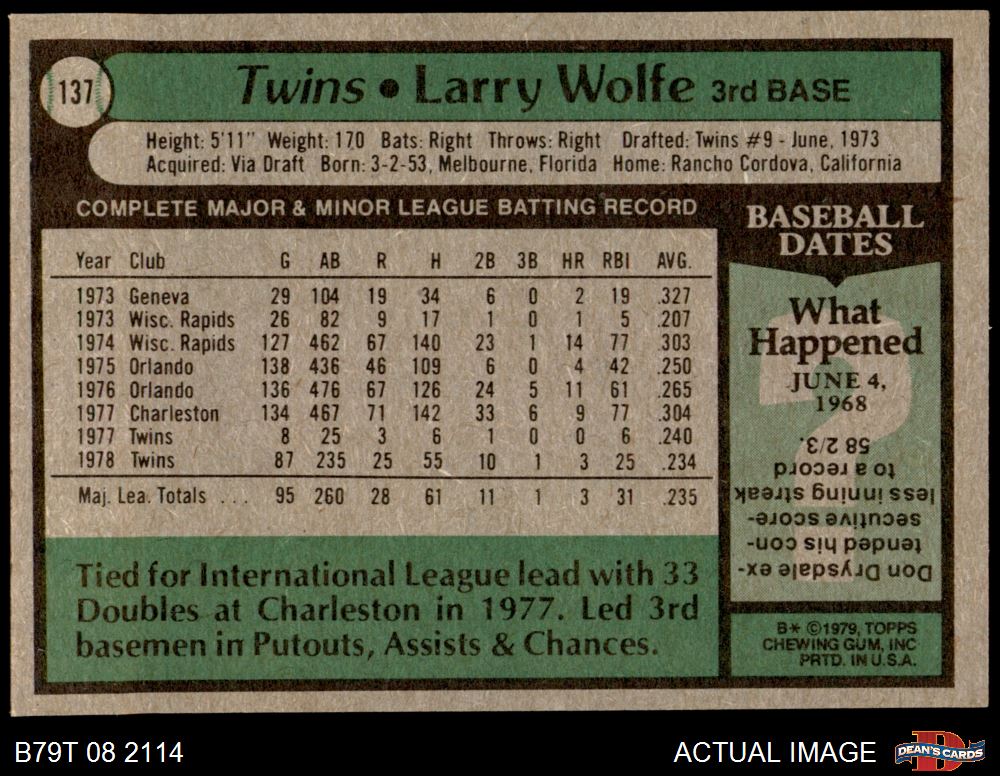 137
Twins • Larry Wolfe 3rd BASE
Height: 5'11" Weight: 170 Bats: Right Throws: Right Drafted: Twins #9 - June, 1973
Acquired: Via Draft Born: 3-2-53, Melbourne, Florida Home: Rancho Cordova, California
COMPLETE MAJOR & MINOR LEAGUE BATTING RECORD
Year Club G AB R H 2B 3B HR RBI AVG.
1973 Geneva 29 104 19 34 6 0 2 19 .327
1973 Wisc. Rapids 26 82 9 17 1 0 1 5 .207
1974 Wisc. Rapids 127 462 67 140 23 1 14 77 .303
1975 Orlando 138 436 46 109 6 0 4 42 .250
1976 Orlando 136 476 67 126 24 5 11 61 .265
1977 Charleston 134 467 71 142 33 6 9 77 .304
1977 Twins 8 25 3 6 1 0 0 6 .240
1978 Twins 87 235 25 55 10 1 3 25 .234
Maj. Lea. Totals ... 95 260 28 61 11 1 3 31 .235
Tied for International League lead with 33
Doubles at Charleston in 1977. Led 3rd
basemen in Putouts, Assists & Chances.
BASEBALL
DATES
What
Happened
JUNE 4,
1968
Don Drysdale ex-
tended his con-
secutive score-
less inning streak
to a record
58 2/3.
B* ©1979, TOPPS
CHEWING GUM, INC
PRTD. IN U.S.A.
B79T 08 2114
ACTUAL IMAGE
DEAN'S CARDS